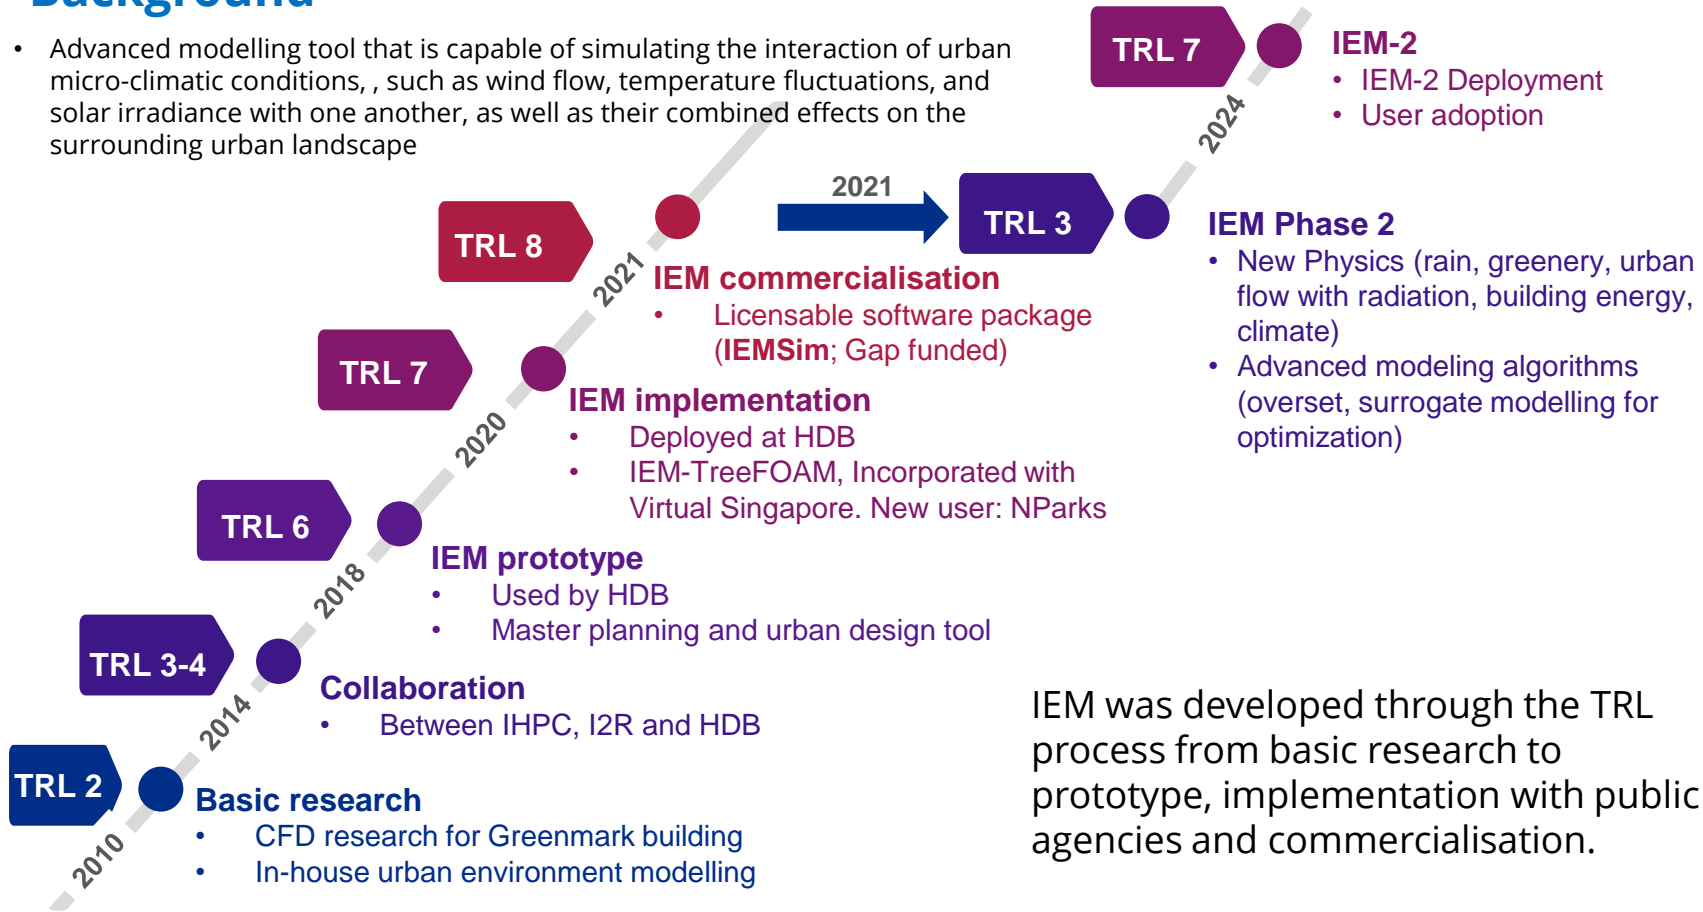 Background
• Advanced modelling tool that is capable of simulating the interaction of urban
micro-climatic conditions, , such as wind flow, temperature fluctuations, and
solar irradiance with one another, as well as their combined effects on the
surrounding urban landscape
TRL 7
2024
IEM-2
• IEM-2 Deployment
• User adoption
2021
TRL 3
IEM Phase 2
• New Physics (rain, greenery, urban
flow with radiation, building energy,
climate)
• Advanced modeling algorithms
(overset, surrogate modelling for
optimization)
TRL 8
2021
IEM commercialisation
• Licensable software package
(IEMSim; Gap funded)
TRL 7
2020
IEM implementation
• Deployed at HDB
• IEM-TreeFOAM, Incorporated with
Virtual Singapore. New user: NParks
TRL 6
2018
IEM prototype
• Used by HDB
• Master planning and urban design tool
TRL 3-4
2014
Collaboration
• Between IHPC, I2R and HDB
TRL 2
2010
Basic research
• CFD research for Greenmark building
• In-house urban environment modelling
IEM was developed through the TRL
process from basic research to
prototype, implementation with public
agencies and commercialisation.